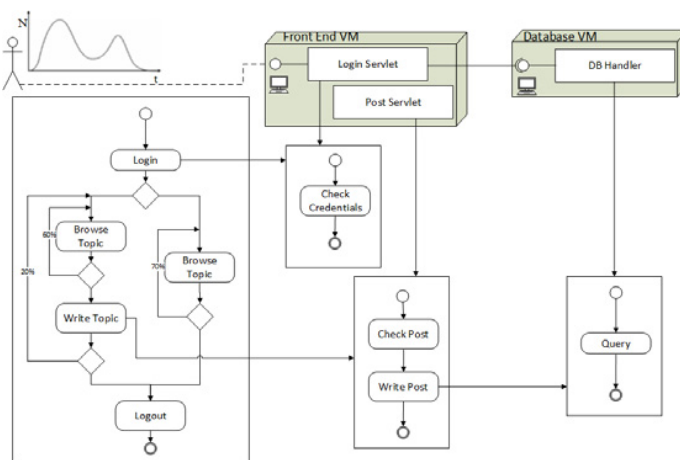 N
t
Front End VM
Login Servlet
Post Servlet
Database VM
DB Handler
Login
Browse
Topic
60%
20%
Browse
Topic
70%
Write Topic
Logout
Check
Credentials
Check Post
Write Post
Query